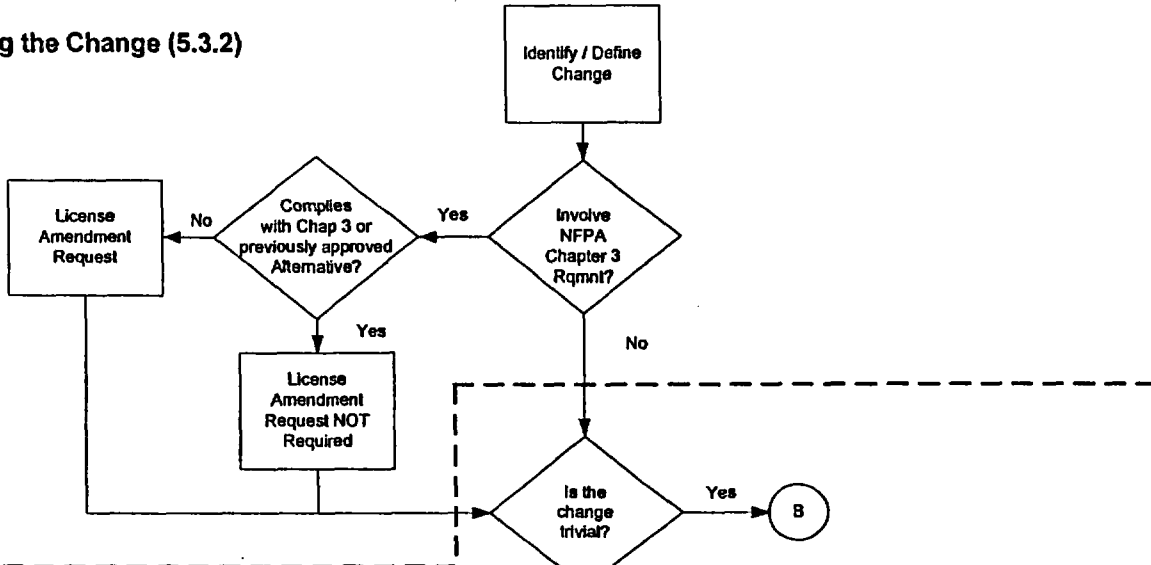 g the Change (5.3.2)
Identify / Define
Change
Involve
NFPA
Chapter 3
Rqmnt?
Yes
Complies
with Chap 3 or
previously approved
Alternative?
No
License
Amendment
Request
Yes
License
Amendment
Request NOT
Required
No
Is the
change
trivial?
Yes
B